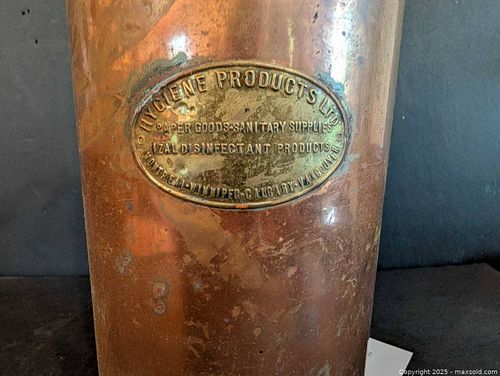 HYGIENE PRODUCTS LTD.
PAPER GOODS-SANITARY SUPPLIES
IZAL DISINFECTANT PRODUCTS
MONTREAL-WINNIPEG-CALGARY-VANCOUVER
Copyright © 2025 - maxsold.com